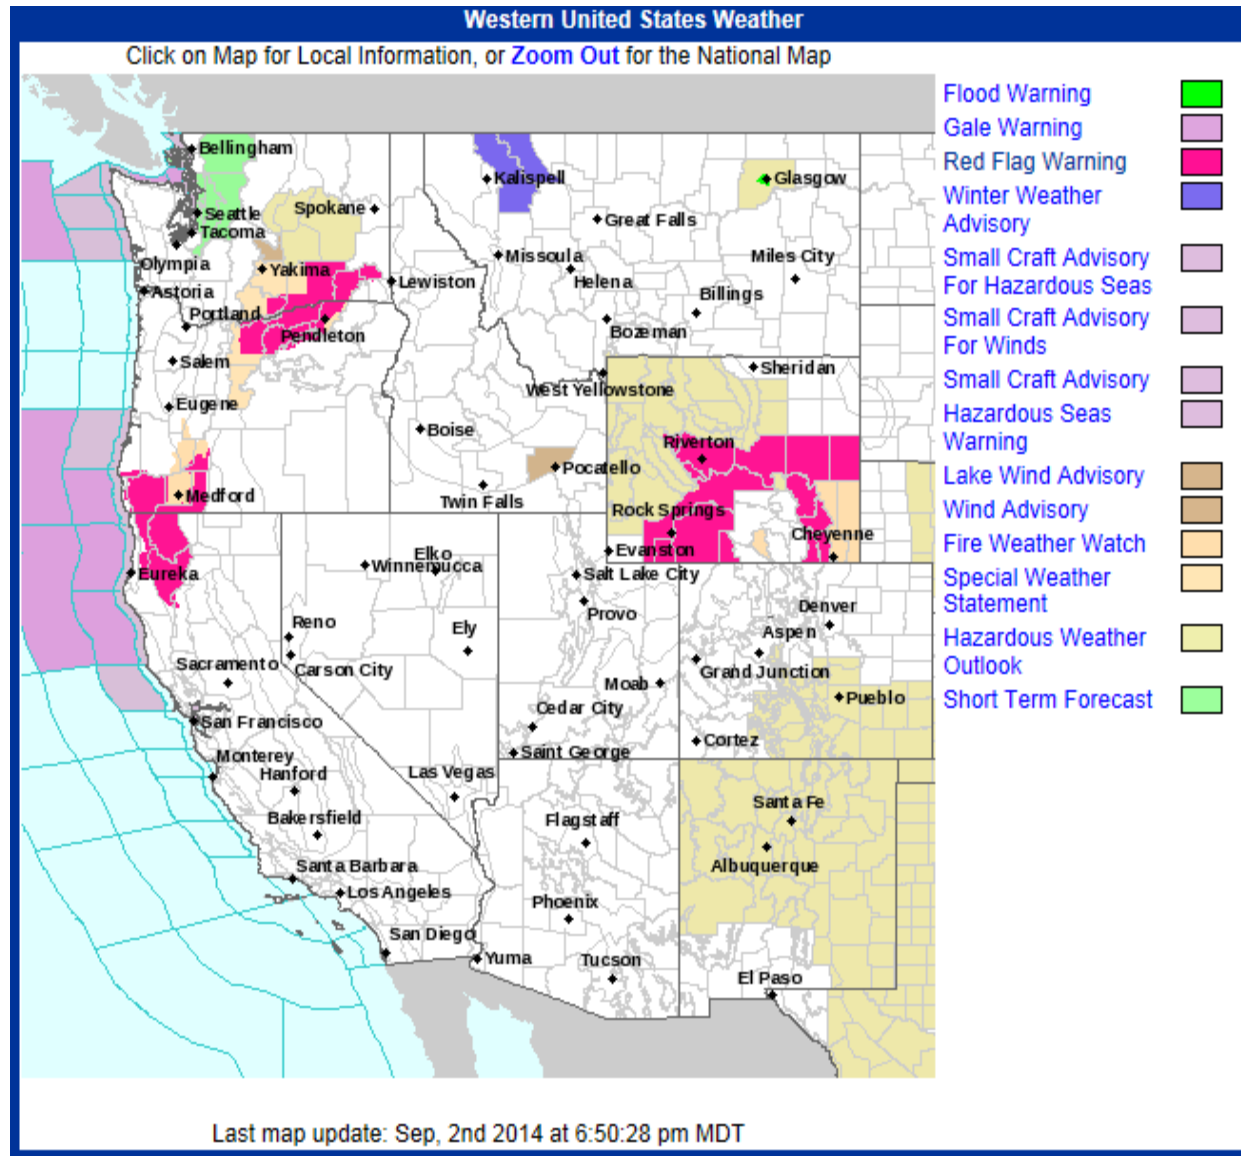 Western United States Weather
Click on Map for Local Information, or Zoom Out for the National Map
Flood Warning
Gale Warning
Red Flag Warning
Winter Weather
Advisory
Small Craft Advisory
For Hazardous Seas
Small Craft Advisory
For Winds
Small Craft Advisory
Hazardous Seas
Warning
Lake Wind Advisory
Wind Advisory
Fire Weather Watch
Special Weather
Statement
Hazardous Weather
Outlook
Short Term Forecast
Bellingham
Kalispell
Glasgow
Seattle
Spokane
Great Falls
Tacoma
Olympia
Yakima
Missoula
Miles City
Helena
Lewiston
Astoria
Billings
Portland
Pendleton
Bozeman
Salem
Sheridan
West Yellowstone
Eugene
Boise
Riverton
Pocatello
Medford
Twin Falls
Rock Springs
Cheyenne
Elko
Evanston
Winnemucca
Eureka
Salt Lake City
Provo
Denver
Reno
Ely
Aspen
Sacramento
Carson City
Grand Junction
Moab
Pueblo
Cedar City
San Francisco
Cortez
Saint George
Monterey
Hanford
Las Vegas
Santa Fe
Bakersfield
Flagstaff
Albuquerque
Santa Barbara
Los Angeles
Phoenix
San Diego
Yuma
Tucson
El Paso
Last map update: Sep, 2nd 2014 at 6:50:28 pm MDT